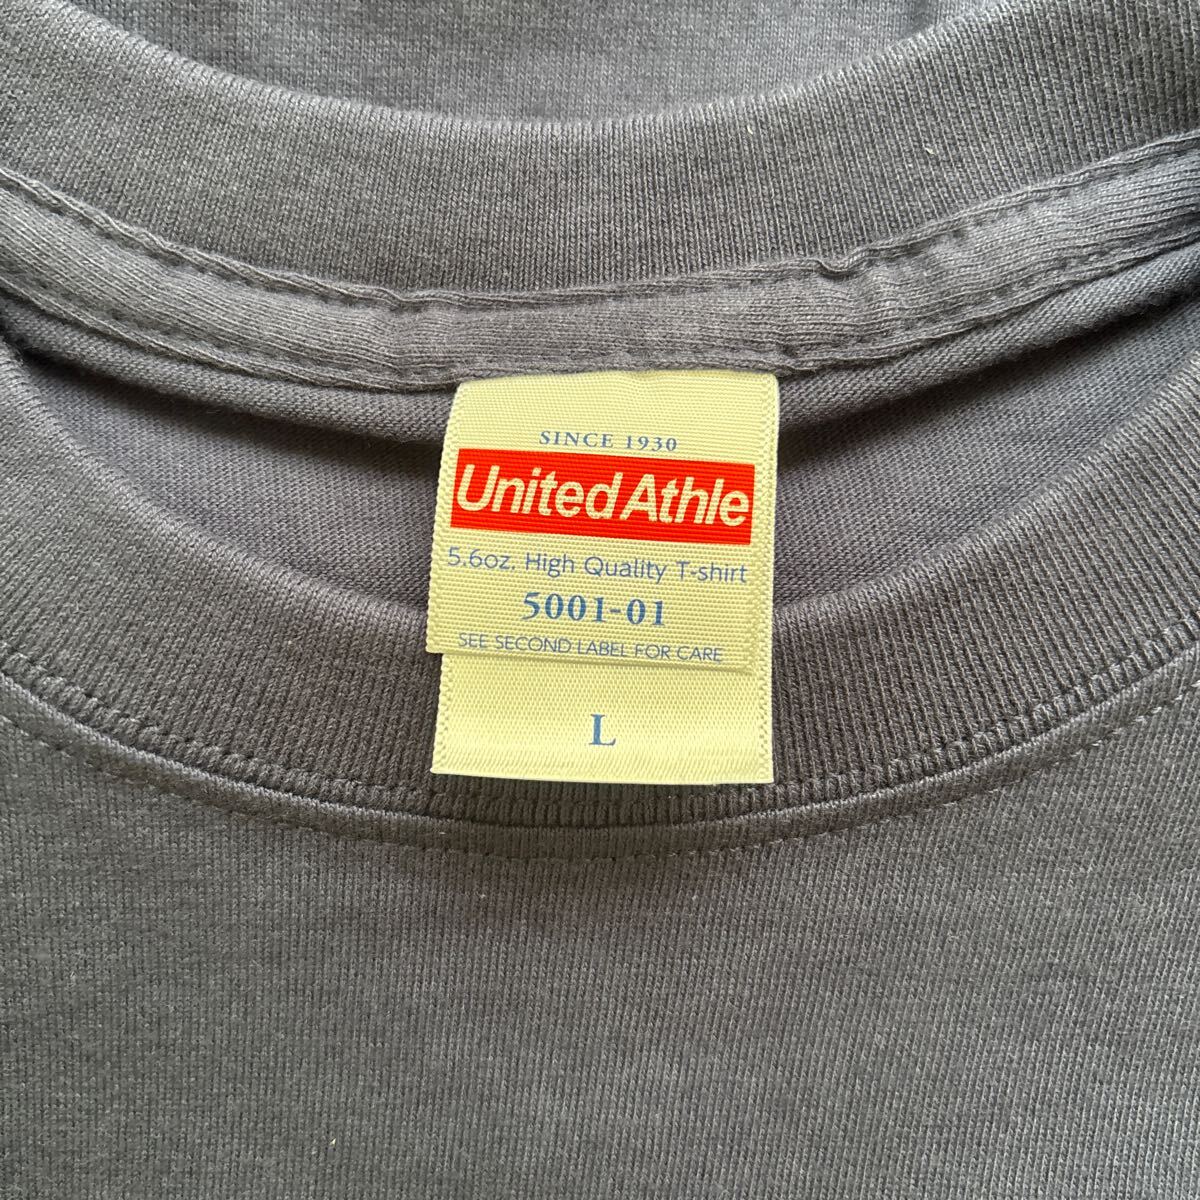 SINCE 1930
United Athle
5.6oz. High Quality T-shirt
5001-01
SEE SECOND LABEL FOR CARE
L